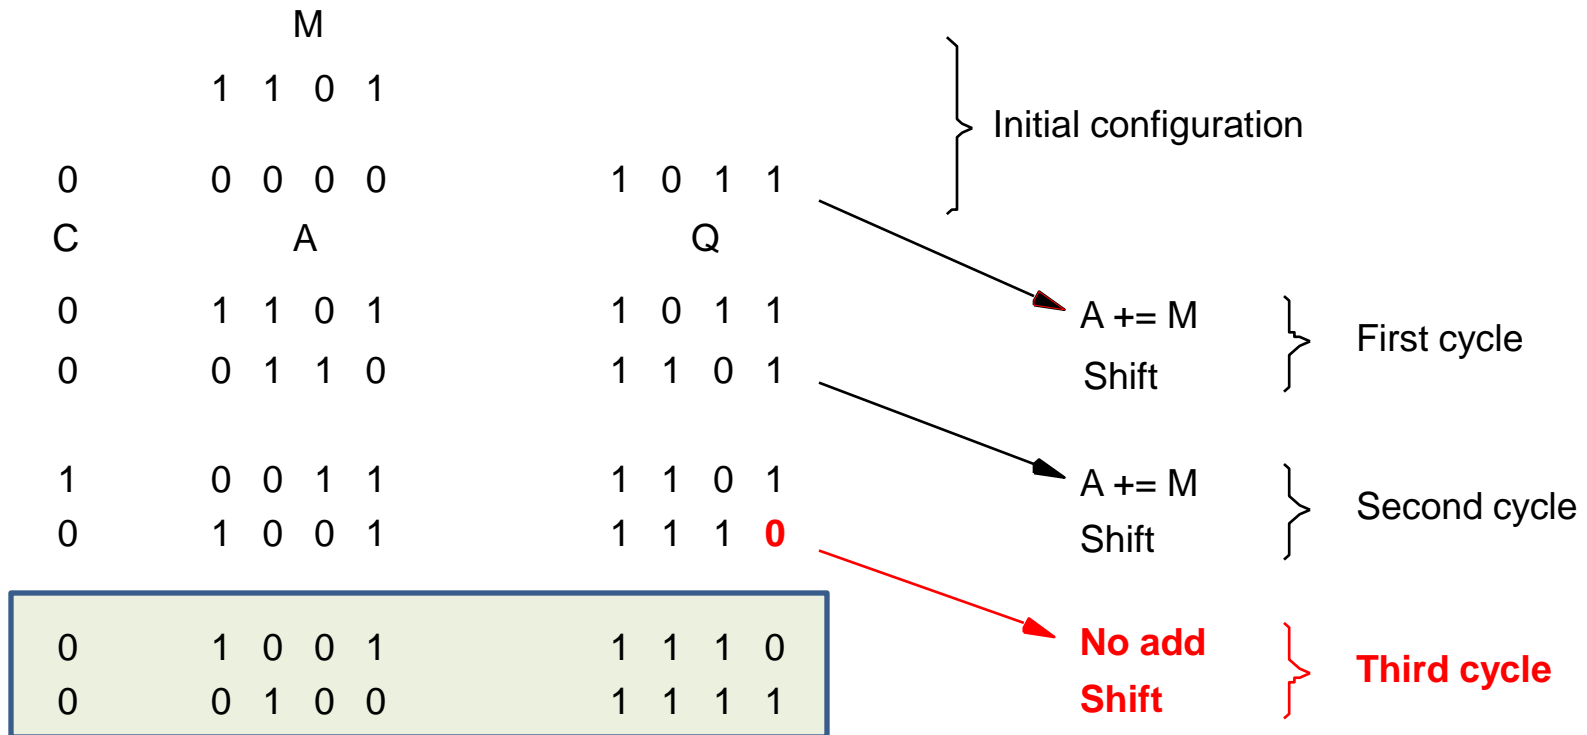 M
1 1 0 1
Initial configuration
0 0 0 0 0 1 0 1 1
C A Q
0 1 1 0 1 1 0 1 1 A += M
First cycle
0 0 1 1 0 1 1 0 1 Shift
1 0 0 1 1 1 1 0 1 A += M
Second cycle
0 1 0 0 1 1 1 1 0 Shift
0 1 0 0 1 1 1 1 0 No add
Third cycle
0 0 1 0 0 1 1 1 1 Shift